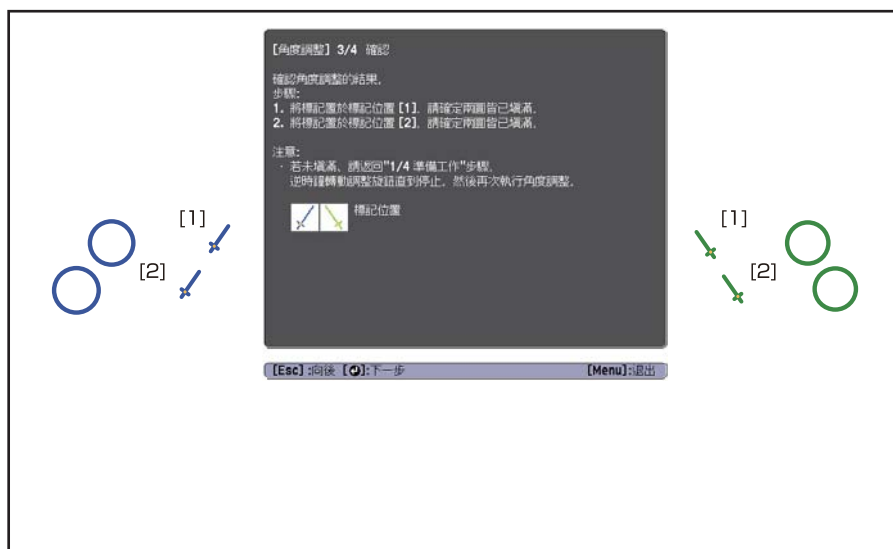 【角度調整】3/4 確認
確認角度調整的結果。
步驟:
1. 將標記置於標記位置 [1]，請確定兩圓皆已填滿。
2. 將標記置於標記位置 [2]，請確定兩圓皆已填滿。
注意:
· 若未填滿，請返回"1/4 準備工作"步驟。
逆時鐘轉動調整旋鈕直到停止，然後再次執行角度調整。
標記位置
[1]
[2]
[1]
[2]
[Esc]:向後 [ ]:下一步
[Menu]:退出